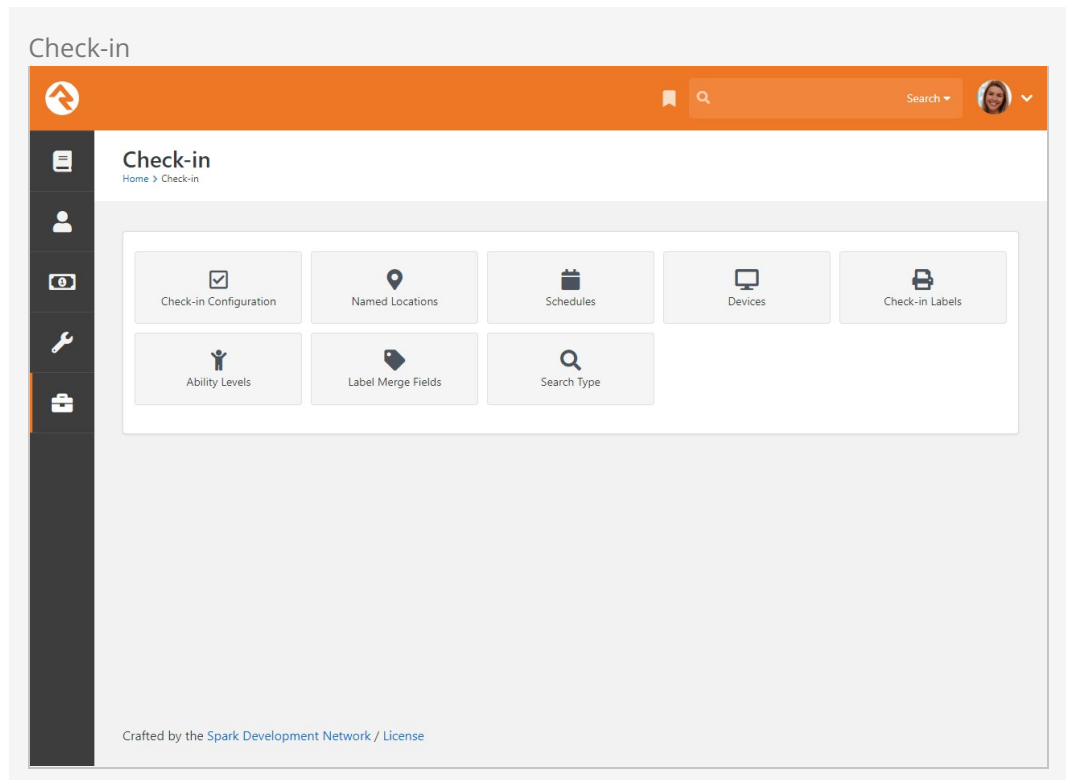 Check-in
Search
Check-in
Home > Check-in
Check-in Configuration
Named Locations
Schedules
Devices
Check-in Labels
Ability Levels
Label Merge Fields
Search Type
Crafted by the Spark Development Network / License